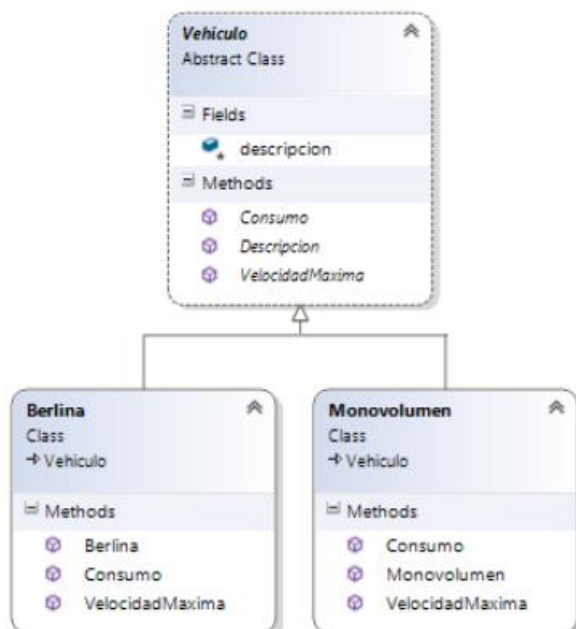 Vehiculo
Abstract Class
Fields
descripcion
Methods
Consumo
Descripcion
VelocidadMaxima
Berlina
Class
Vehiculo
Methods
Berlina
Consumo
VelocidadMaxima
Monovolumen
Class
Vehiculo
Methods
Consumo
Monovolumen
VelocidadMaxima